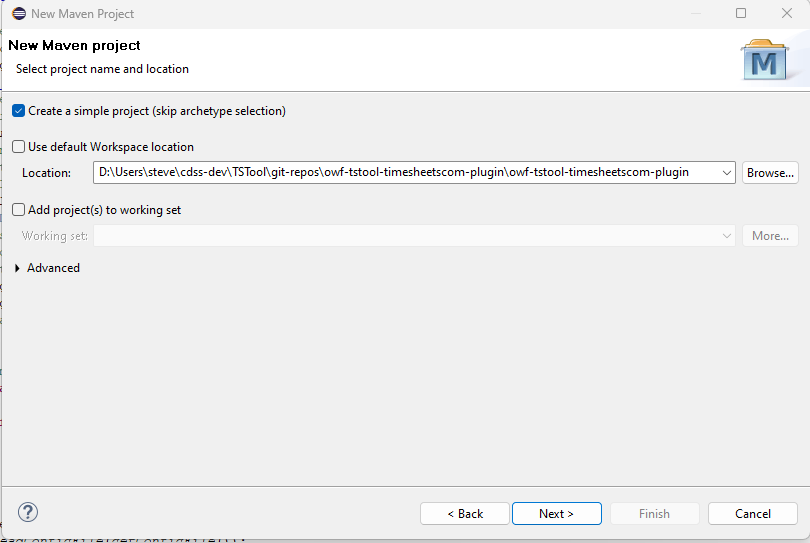 New Maven Project
New Maven project
Select project name and location
M
Create a simple project (skip archetype selection)
Use default Workspace location
Location: D:\Users\steve\cdss-dev\TSTool\git-repos\owf-tstool-timesheetscom-plugin\owf-tstool-timesheetscom-plugin Browse...
Add project(s) to working set
Working set: More...
Advanced
? < Back Next > Finish Cancel